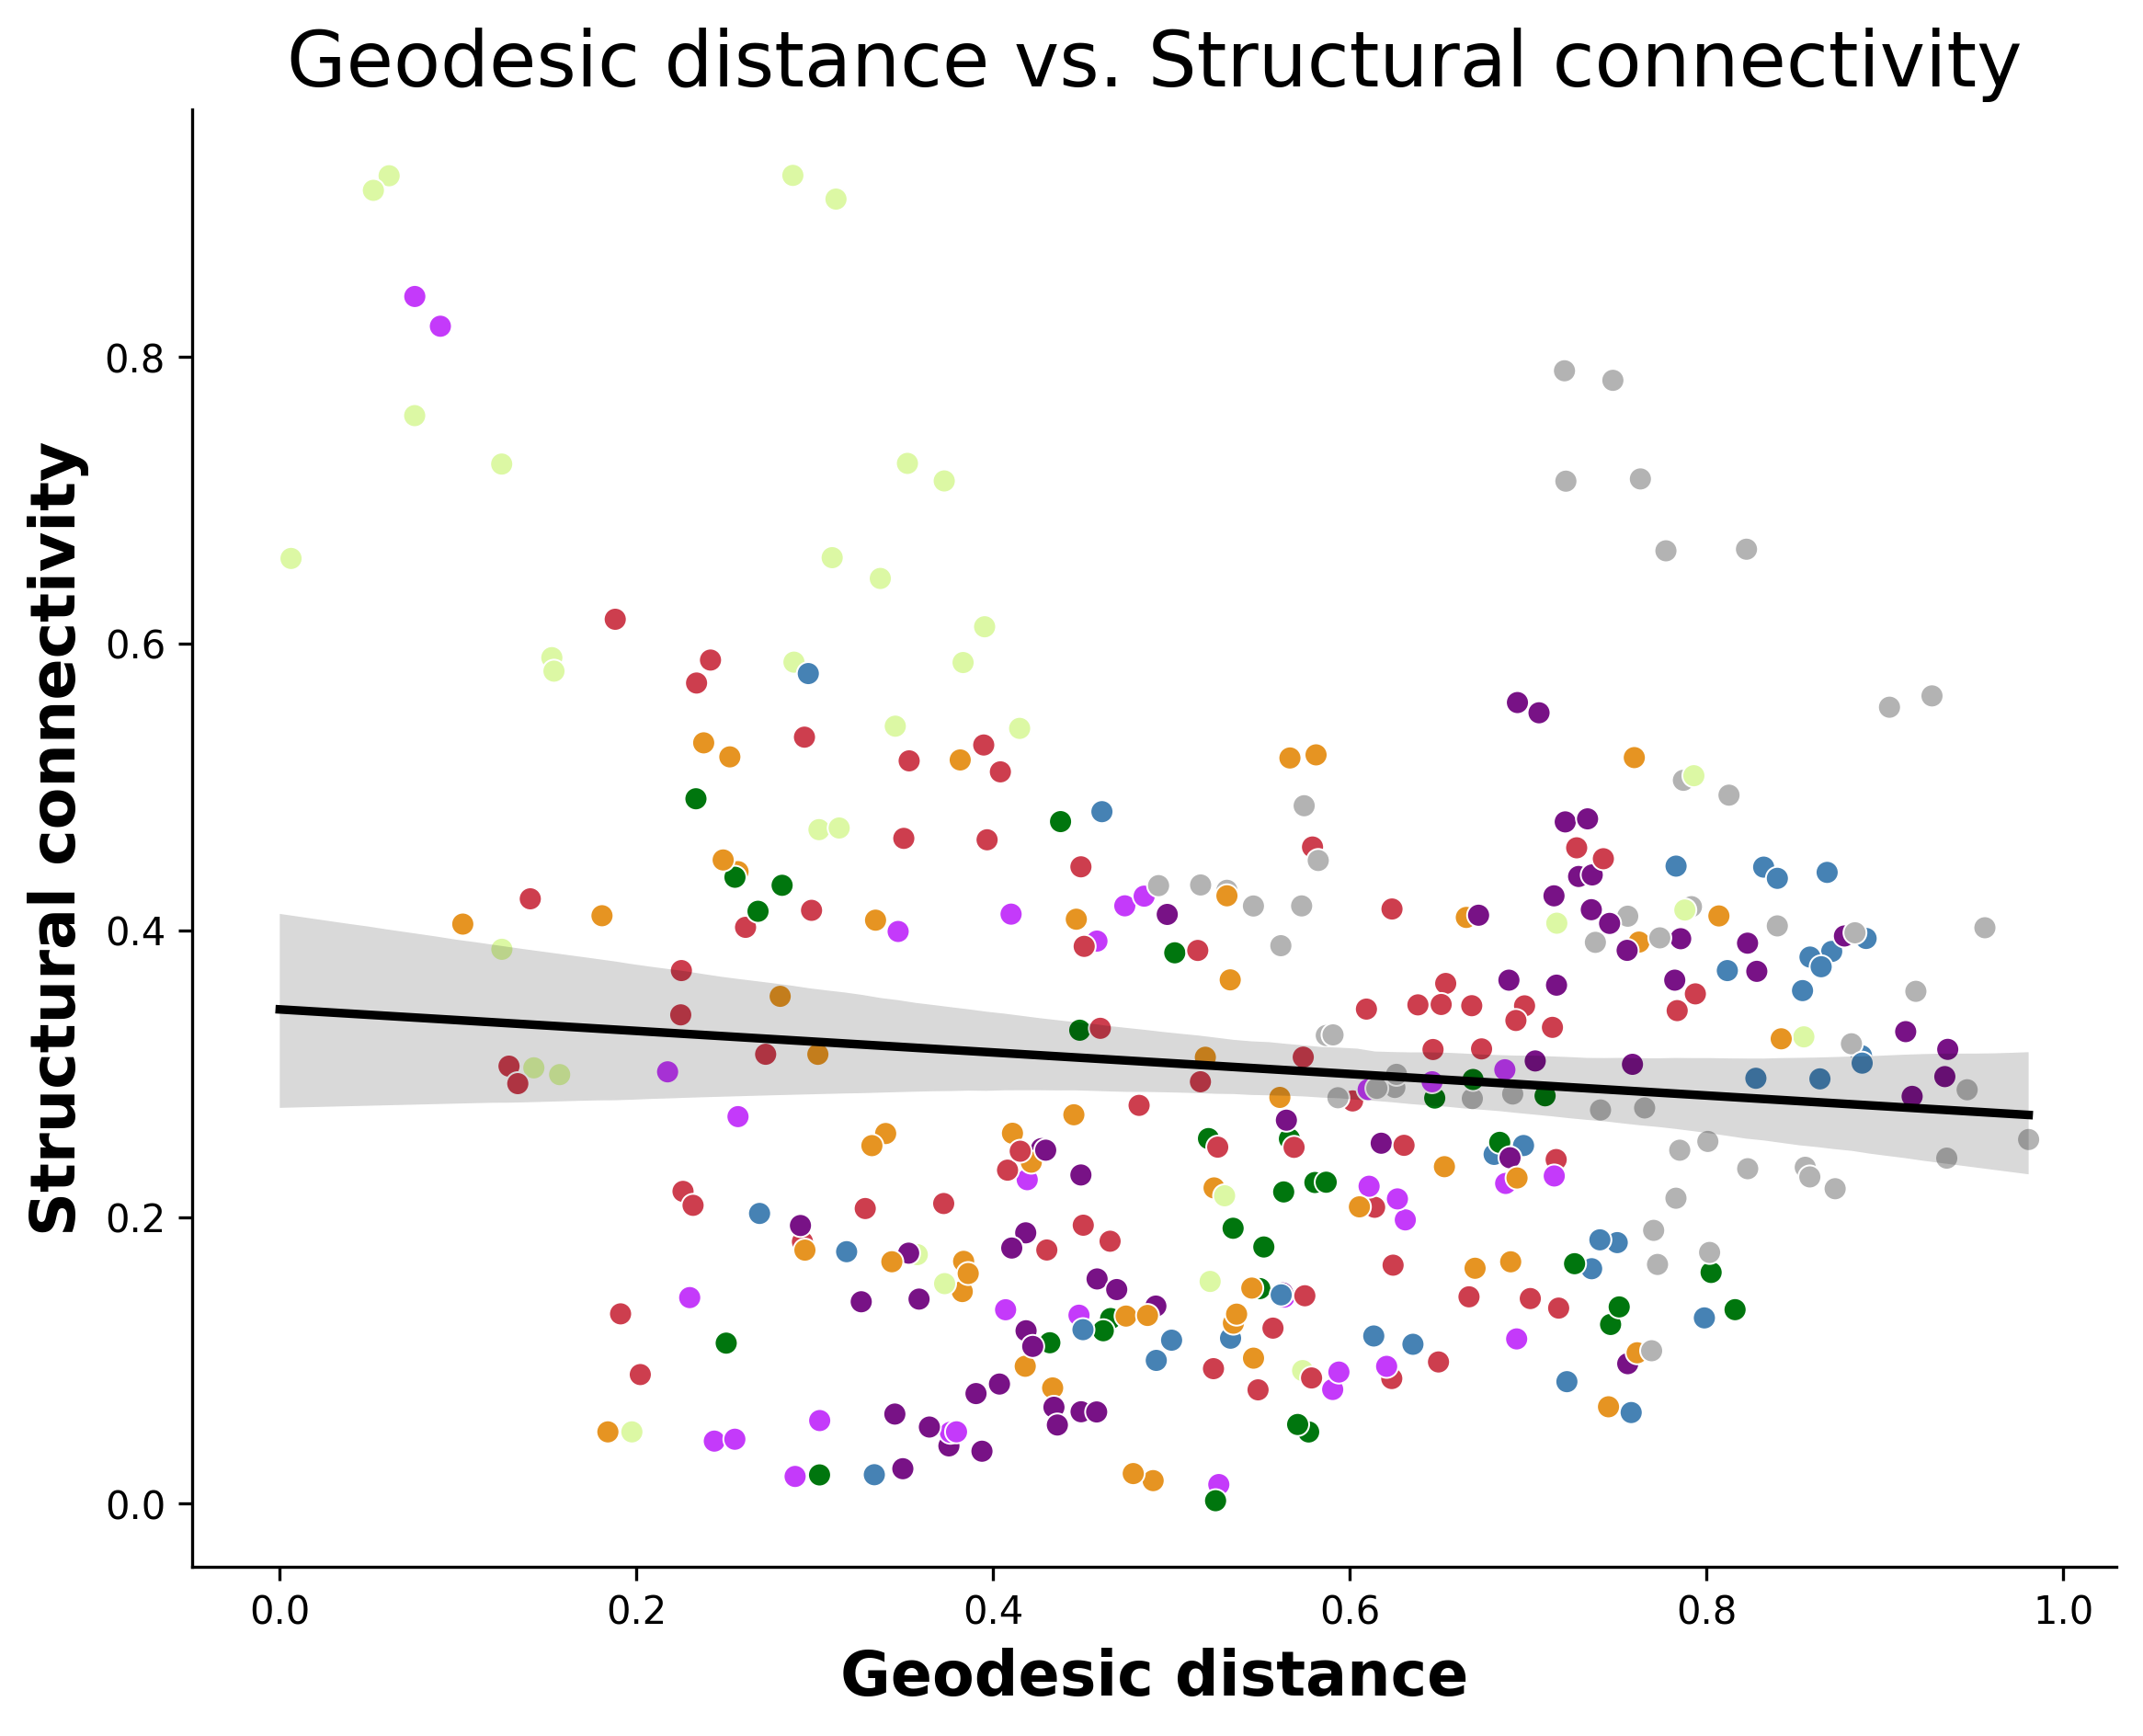 Geodesic distance vs. Structural connectivity
Structural connectivity
0.8
0.6
0.4
0.2
0.0
0.0 0.2 0.4 0.6 0.8 1.0
Geodesic distance